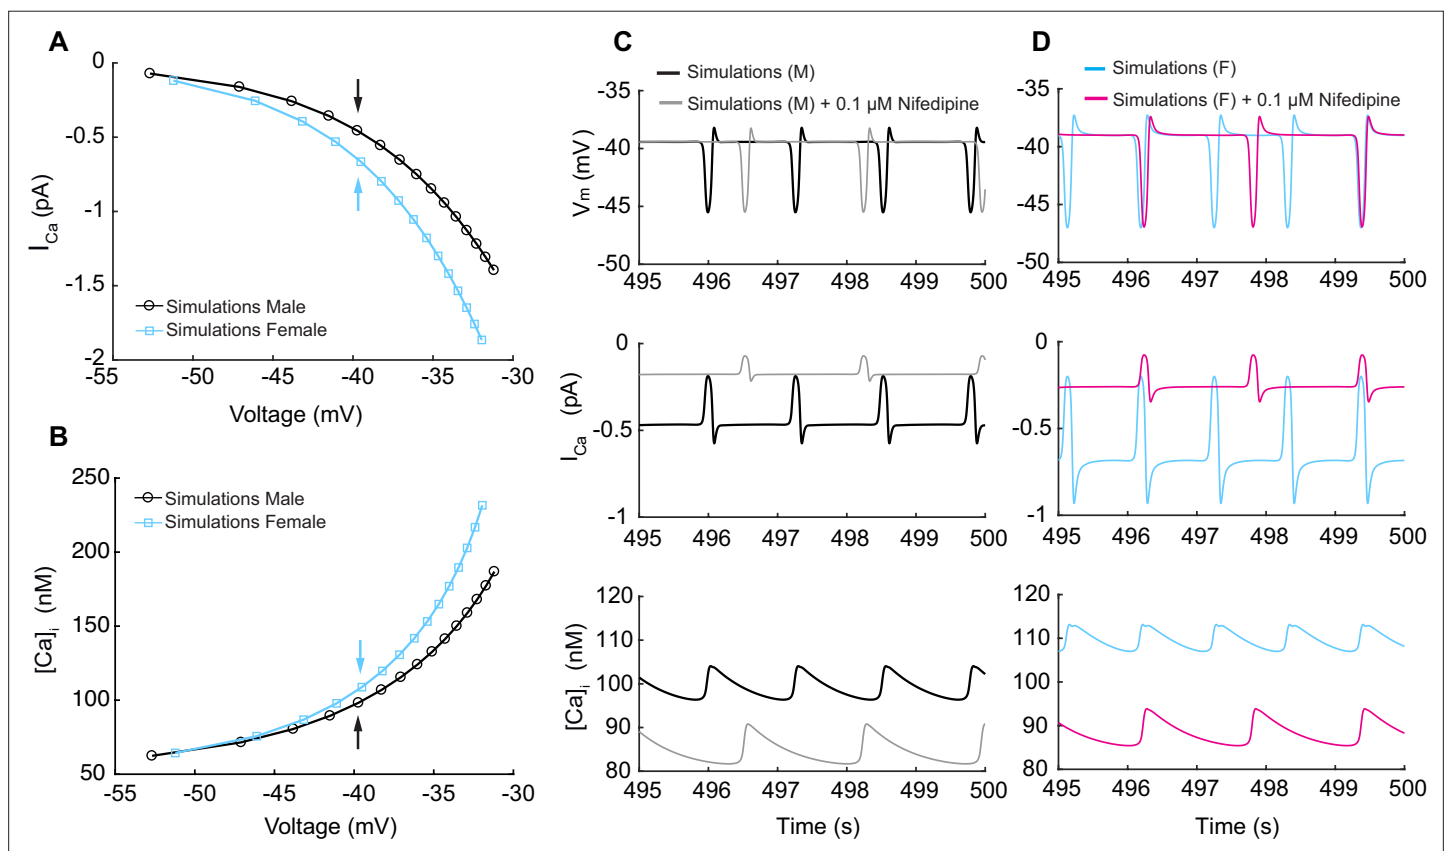 A
0
-0.5
-1
-1.5
-2
I_Ca (pA)
Simulations Male
Simulations Female
-55 -50 -45 -40 -35 -30
Voltage (mV)
B
250
200
150
100
50
[Ca]_i (nM)
Simulations Male
Simulations Female
-55 -50 -45 -40 -35 -30
Voltage (mV)
C
Simulations (M)
Simulations (M) + 0.1 µM Nifedipine
-35
-40
-45
-50
V_m (mV)
495 496 497 498 499 500
0
-0.5
-1
I_Ca (pA)
495 496 497 498 499 500
120
110
100
90
80
[Ca]_i (nM)
495 496 497 498 499 500
Time (s)
D
Simulations (F)
Simulations (F) + 0.1 µM Nifedipine
-35
-40
-45
-50
495 496 497 498 499 500
0
-0.5
-1
495 496 497 498 499 500
120
110
100
90
80
495 496 497 498 499 500
Time (s)